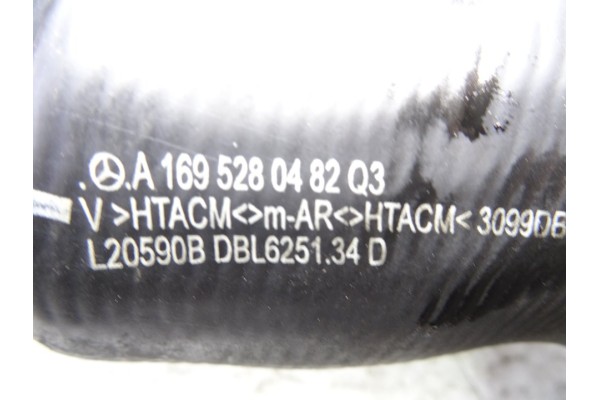 .A 169 528 04 82 Q3
V >HTACM<>m-AR<>HTACM< 3099DB
L20590B DBL6251.34 D